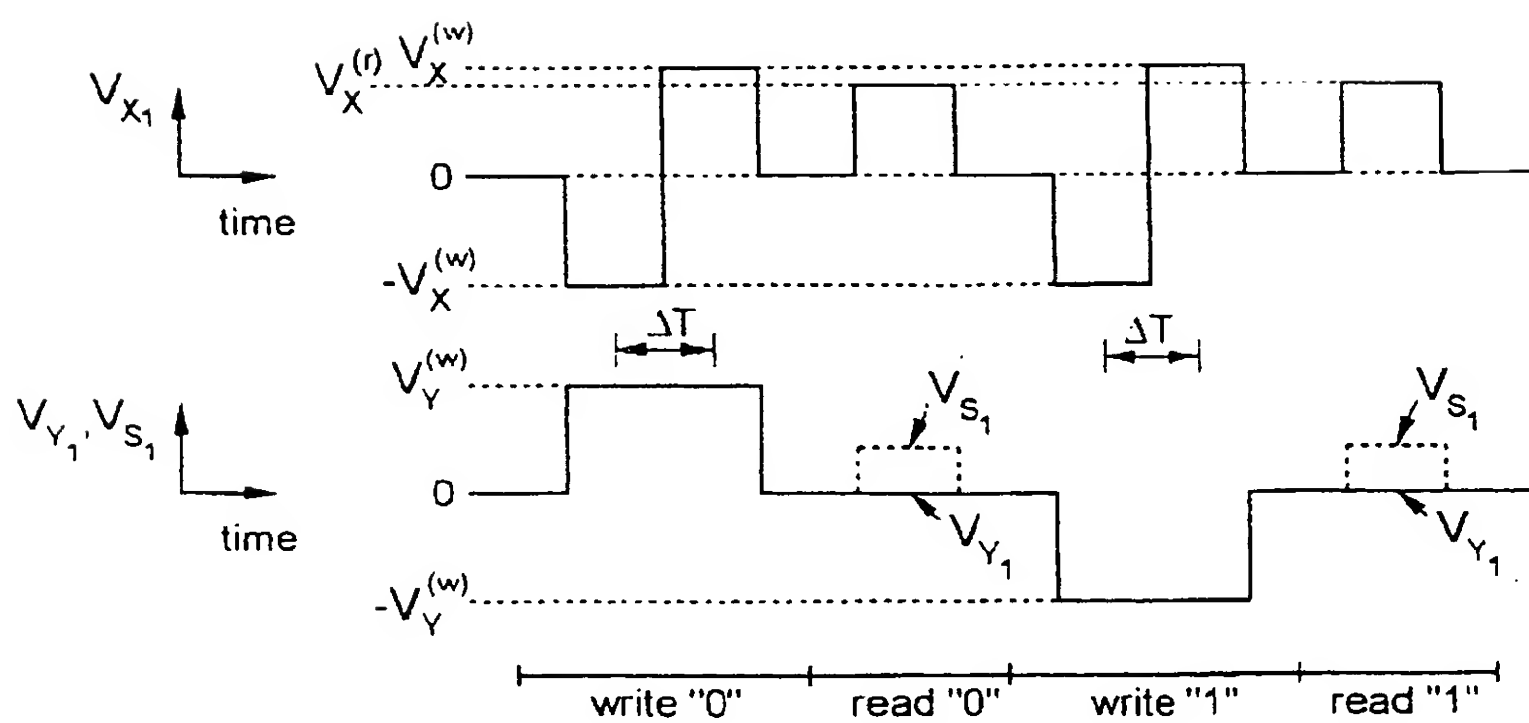 V_X^(r) V_X^(w)
V_X₁
0
time
-V_X^(w)
ΔT
ΔT
V_Y^(w)
V_S₁
V_S₁
V_Y₁, V_S₁
0
V_Y₁
V_Y₁
time
-V_Y^(w)
write "0" read "0" write "1" read "1"